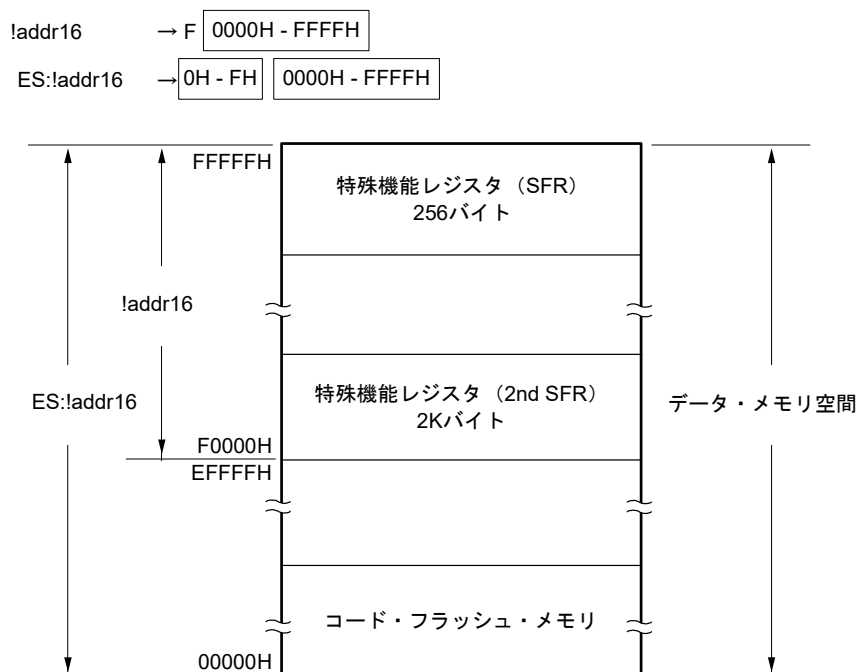 !addr16 → F 0000H - FFFFH
ES:!addr16 → 0H - FH 0000H - FFFFH
FFFFFH
特殊機能レジスタ（SFR）
256バイト
!addr16
特殊機能レジスタ（2nd SFR）
2Kバイト
ES:!addr16
データ・メモリ空間
F0000H
EFFFFH
コード・フラッシュ・メモリ
00000H